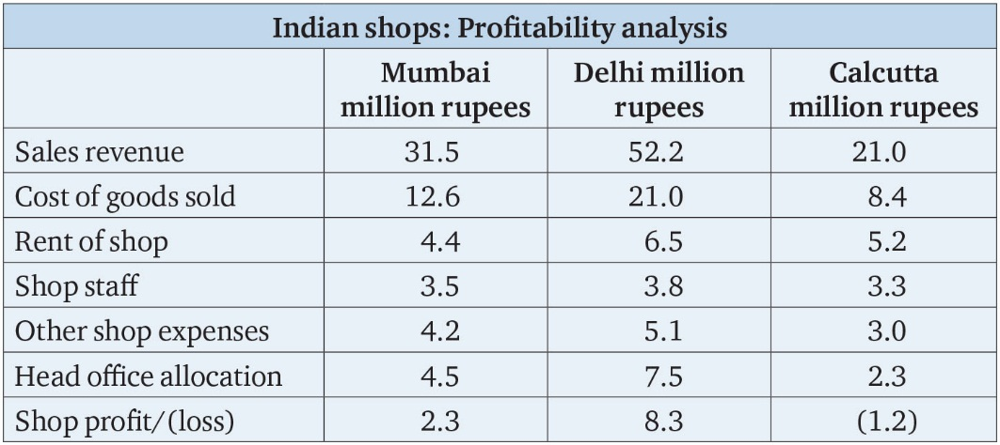 Indian shops: Profitability analysis
Mumbai million rupees Delhi million rupees Calcutta million rupees
Sales revenue 31.5 52.2 21.0
Cost of goods sold 12.6 21.0 8.4
Rent of shop 4.4 6.5 5.2
Shop staff 3.5 3.8 3.3
Other shop expenses 4.2 5.1 3.0
Head office allocation 4.5 7.5 2.3
Shop profit/(loss) 2.3 8.3 (1.2)